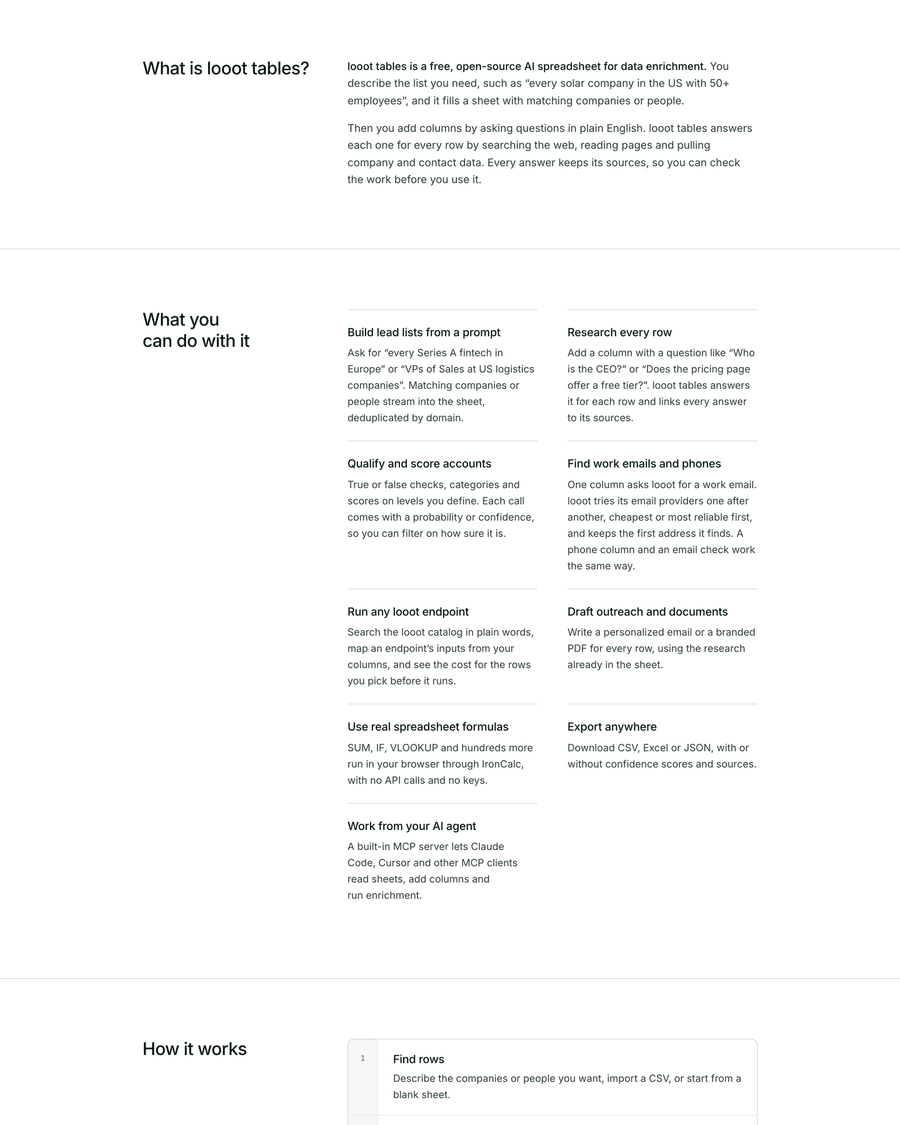 What is looot tables?
looot tables is a free, open-source AI spreadsheet for data enrichment. You
describe the list you need, such as “every solar company in the US with 50+
employees”, and it fills a sheet with matching companies or people.
Then you add columns by asking questions in plain English. looot tables answers
each one for every row by searching the web, reading pages and pulling
company and contact data. Every answer keeps its sources, so you can check
the work before you use it.
What you
can do with it
Build lead lists from a prompt
Ask for “every Series A fintech in
Europe” or “VPs of Sales at US logistics
companies”. Matching companies or
people stream into the sheet,
deduplicated by domain.
Research every row
Add a column with a question like “Who
is the CEO?” or “Does the pricing page
offer a free tier?”. looot tables answers
it for each row and links every answer
to its sources.
Qualify and score accounts
True or false checks, categories and
scores on levels you define. Each call
comes with a probability or confidence,
so you can filter on how sure it is.
Find work emails and phones
One column asks looot for a work email.
looot tries its email providers one after
another, cheapest or most reliable first,
and keeps the first address it finds. A
phone column and an email check work
the same way.
Run any looot endpoint
Search the looot catalog in plain words,
map an endpoint’s inputs from your
columns, and see the cost for the rows
you pick before it runs.
Draft outreach and documents
Write a personalized email or a branded
PDF for every row, using the research
already in the sheet.
Use real spreadsheet formulas
SUM, IF, VLOOKUP and hundreds more
run in your browser through IronCalc,
with no API calls and no keys.
Export anywhere
Download CSV, Excel or JSON, with or
without confidence scores and sources.
Work from your AI agent
A built-in MCP server lets Claude
Code, Cursor and other MCP clients
read sheets, add columns and
run enrichment.
How it works
1
Find rows
Describe the companies or people you want, import a CSV, or start from a
blank sheet.